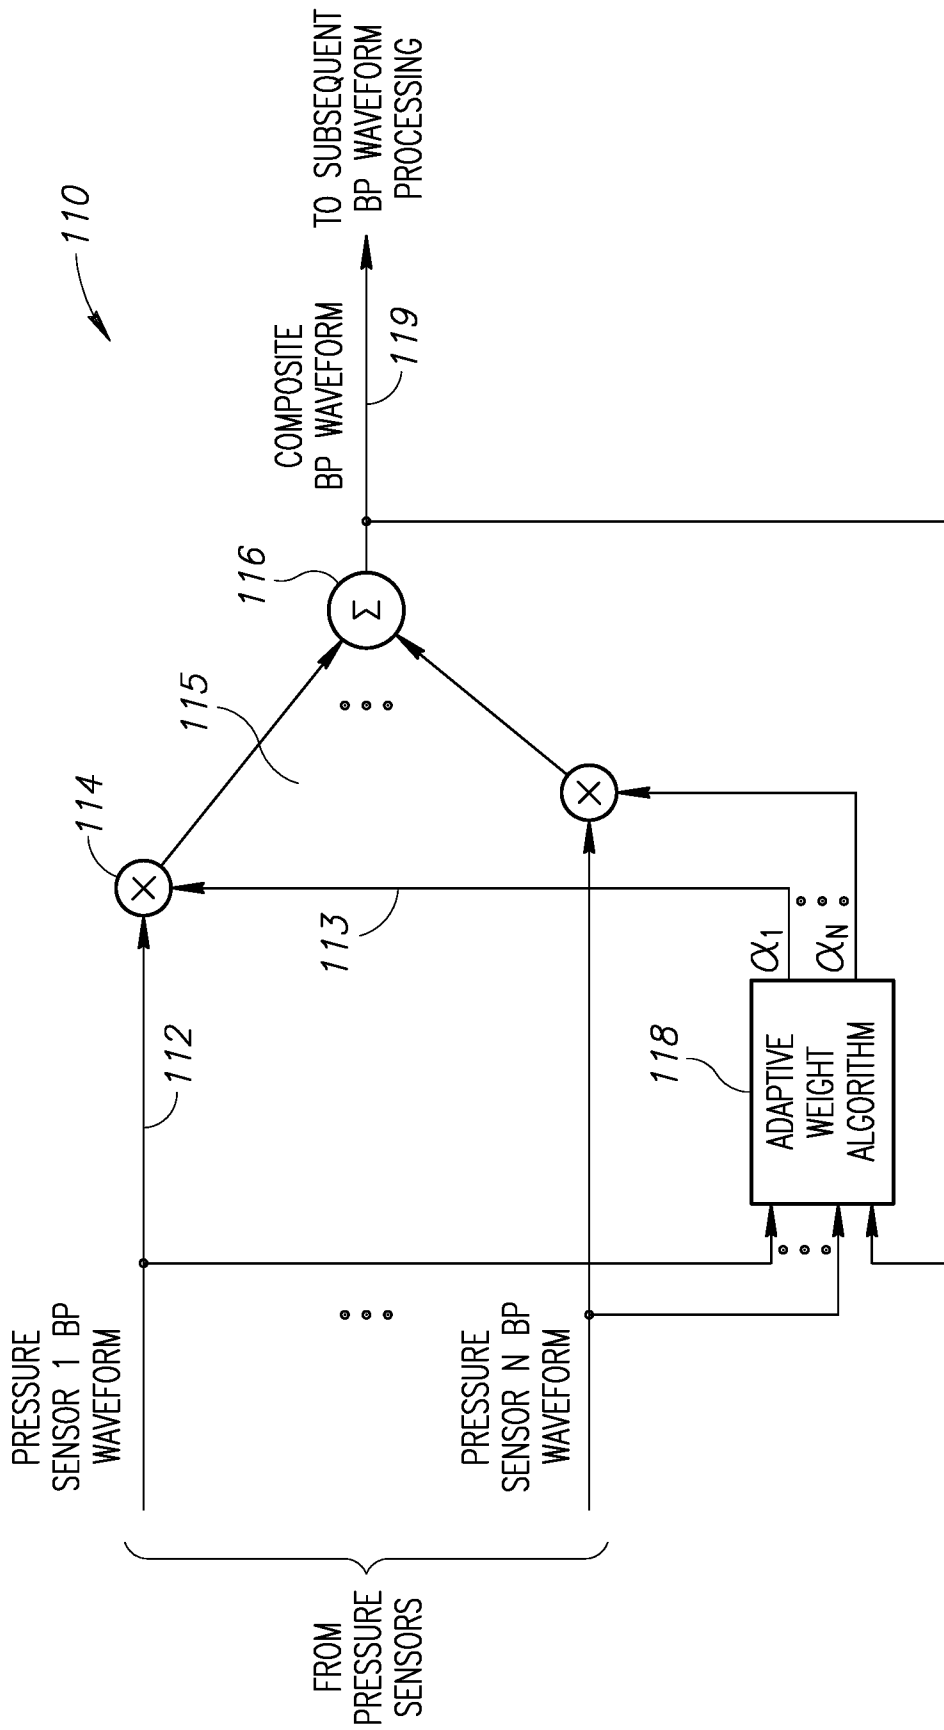 110
FROM
PRESSURE
SENSORS
PRESSURE
SENSOR 1 BP
WAVEFORM
112
114
115
116
Σ
COMPOSITE
BP WAVEFORM
119
TO SUBSEQUENT
BP WAVEFORM
PROCESSING
113
PRESSURE
SENSOR N BP
WAVEFORM
118
ADAPTIVE
WEIGHT
ALGORITHM
α1
αN